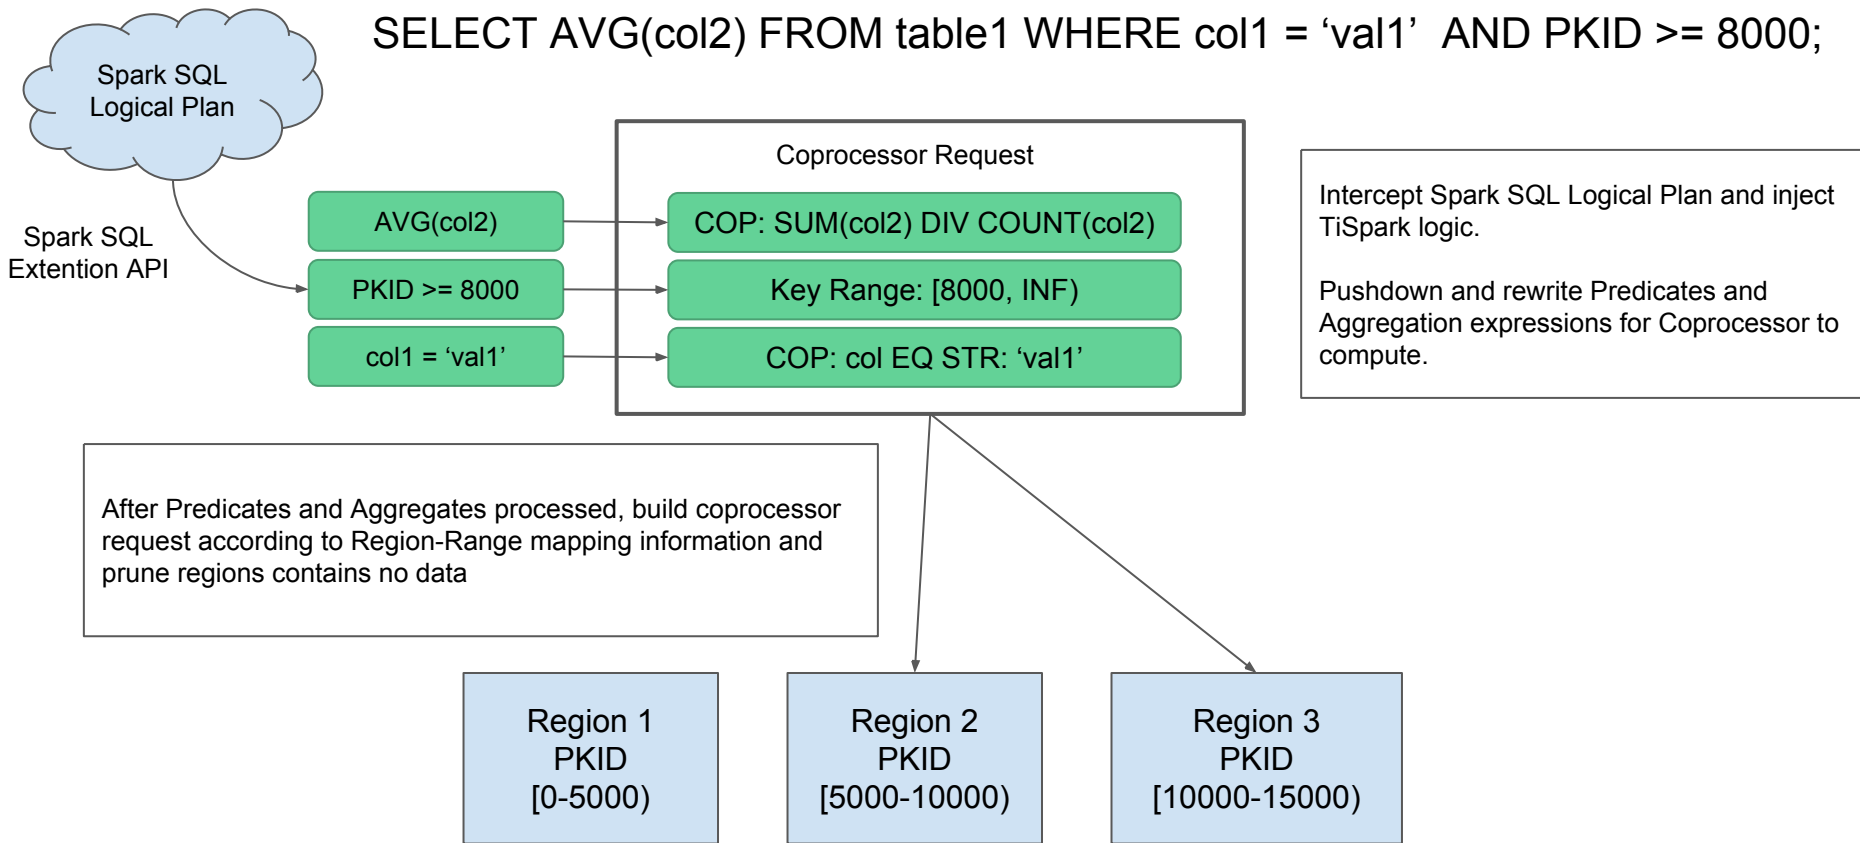 SELECT AVG(col2) FROM table1 WHERE col1 = ‘val1’ AND PKID >= 8000;
Spark SQL
Logical Plan
Spark SQL
Extention API
AVG(col2)
PKID >= 8000
col1 = ‘val1’
Coprocessor Request
COP: SUM(col2) DIV COUNT(col2)
Key Range: [8000, INF)
COP: col EQ STR: ‘val1’
Intercept Spark SQL Logical Plan and inject
TiSpark logic.
Pushdown and rewrite Predicates and
Aggregation expressions for Coprocessor to
compute.
After Predicates and Aggregates processed, build coprocessor
request according to Region-Range mapping information and
prune regions contains no data
Region 1
PKID
[0-5000)
Region 2
PKID
[5000-10000)
Region 3
PKID
[10000-15000)